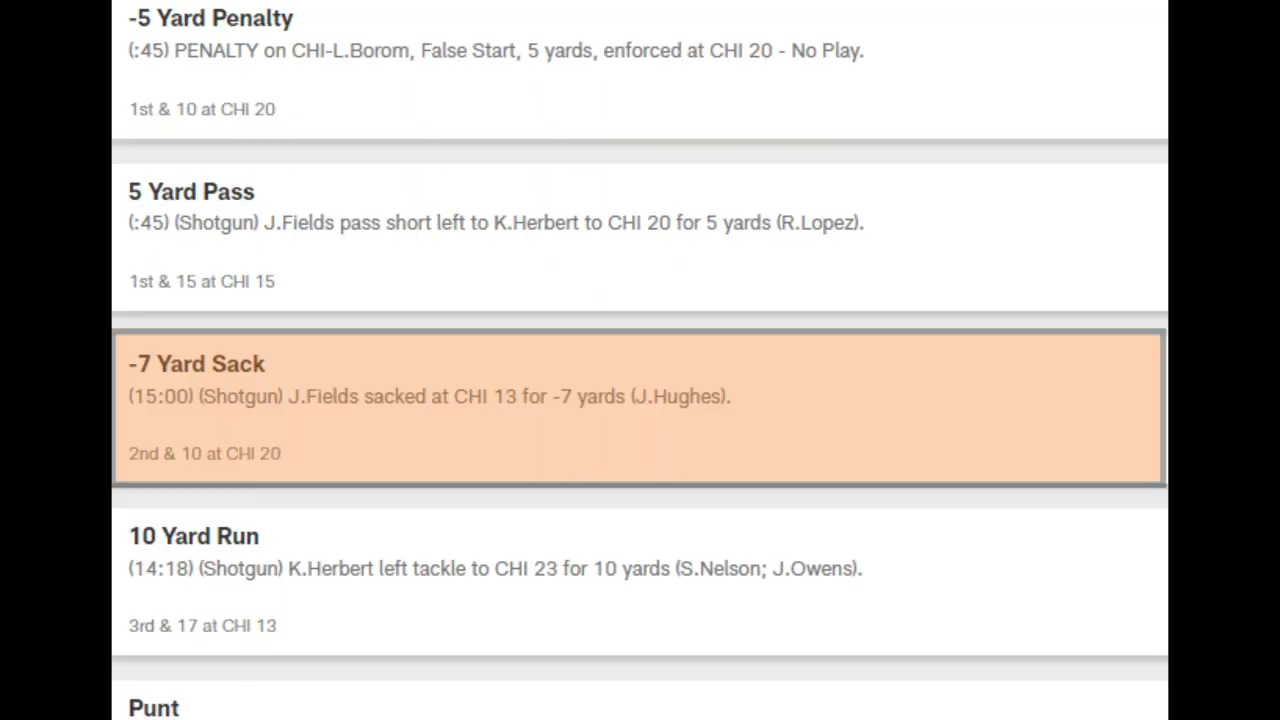 -5 Yard Penalty
(:45) PENALTY on CHI-L.Borom, False Start, 5 yards, enforced at CHI 20 - No Play.
1st & 10 at CHI 20
5 Yard Pass
(:45) (Shotgun) J.Fields pass short left to K.Herbert to CHI 20 for 5 yards (R.Lopez).
1st & 15 at CHI 15
-7 Yard Sack
(15:00) (Shotgun) J.Fields sacked at CHI 13 for -7 yards (J.Hughes).
2nd & 10 at CHI 20
10 Yard Run
(14:18) (Shotgun) K.Herbert left tackle to CHI 23 for 10 yards (S.Nelson; J.Owens).
3rd & 17 at CHI 13
Punt